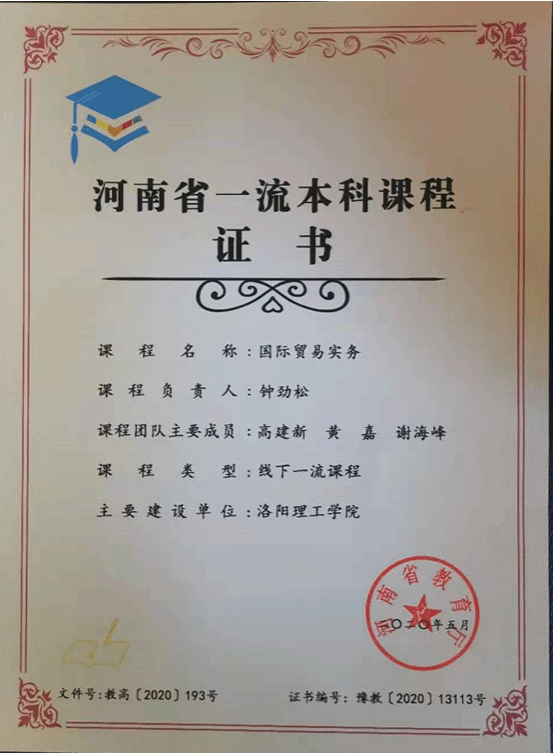 河南省一流本科课程
证 书
课程名称:国际贸易实务
课程负责人:钟劲松
课程团队主要成员:高建新 黄嘉 谢海峰
课程类型:线下一流课程
主要建设单位:洛阳理工学院
河南省教育厅
二〇二〇年五月
文件号:教高〔2020〕193号
证书编号:豫教〔2020〕13113号